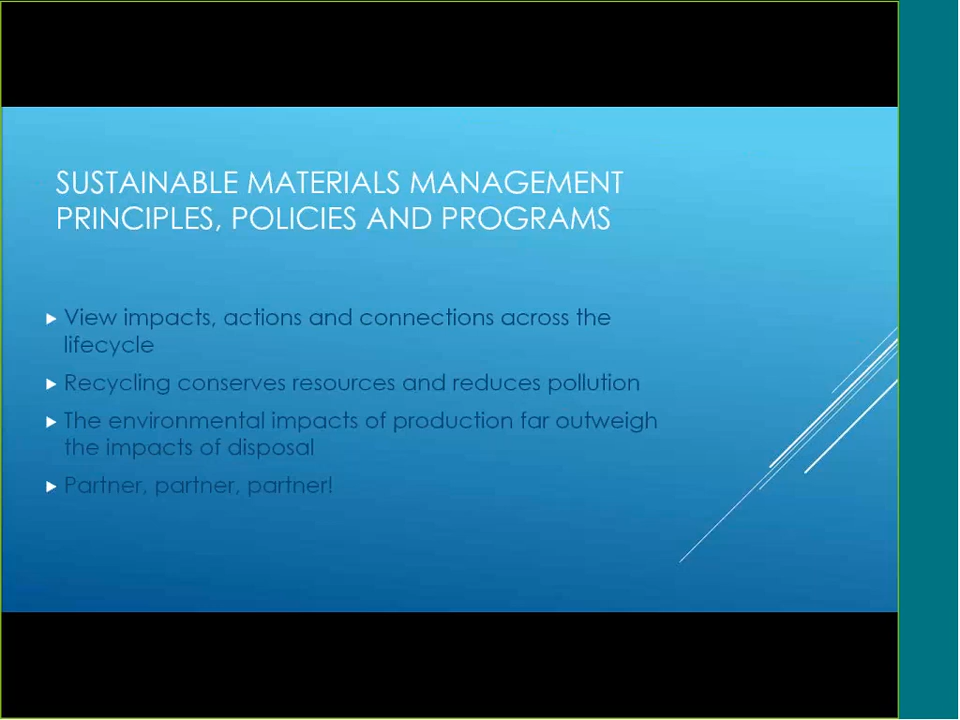 SUSTAINABLE MATERIALS MANAGEMENT
PRINCIPLES, POLICIES AND PROGRAMS
View impacts, actions and connections across the
lifecycle
Recycling conserves resources and reduces pollution
The environmental impacts of production far outweigh
the impacts of disposal
Partner, partner, partner!